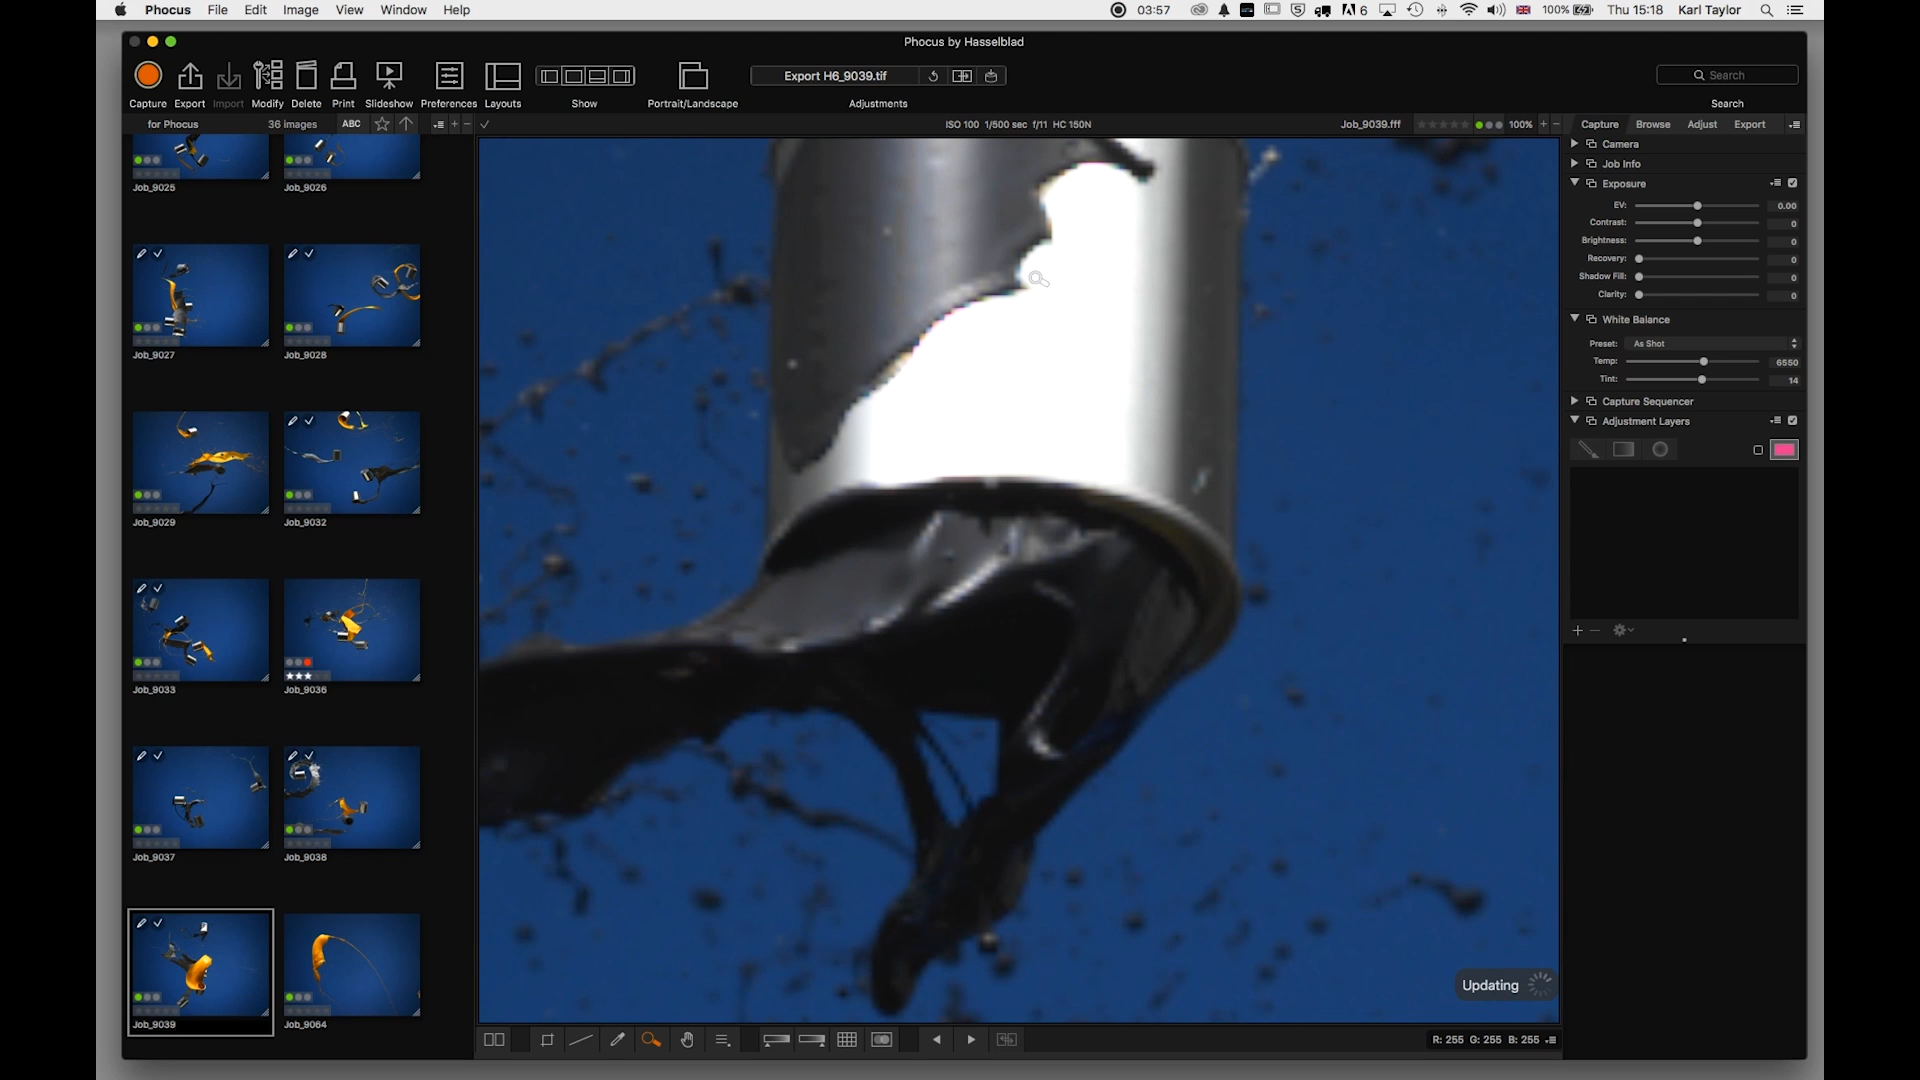 Phocus File Edit Image View Window Help
03:57 6 100% Thu 15:18 Karl Taylor
Phocus by Hasselblad
Export H6_9039.tif
Search
Capture Export Import Modify Delete Print Slideshow Preferences Layouts Show Portrait/Landscape Adjustments Search
for Phocus 36 images ABC
ISO 100 1/500 sec f/11 HC 150N
Job_9039.fff 100%
Capture Browse Adjust Export
Camera
Job Info
Exposure
EV: 0.00
Contrast: 0
Brightness: 0
Recovery: 0
Shadow Fill: 0
Clarity: 0
White Balance
Preset: As Shot
Temp: 6550
Tint: 14
Capture Sequencer
Adjustment Layers
Job_9025 Job_9026
Job_9027 Job_9028
Job_9029 Job_9032
Job_9033 Job_9036
Job_9037 Job_9038
Job_9039 Job_9064
Updating
R: 255 G: 255 B: 255